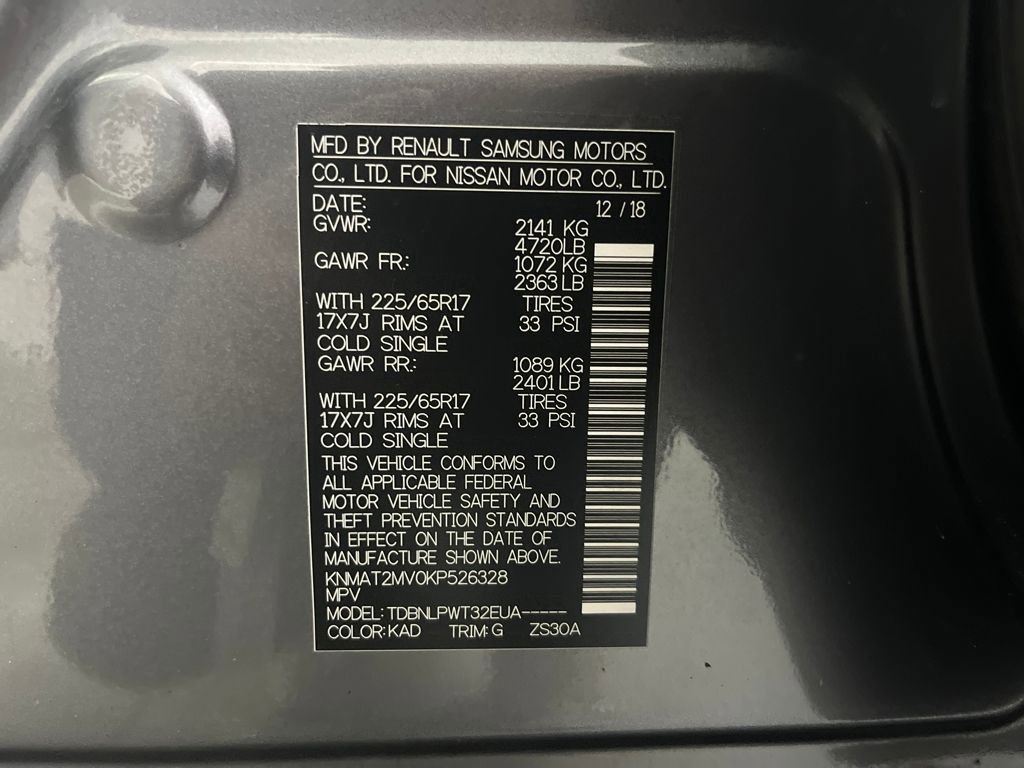 MFD BY RENAULT SAMSUNG MOTORS
CO., LTD. FOR NISSAN MOTOR CO., LTD.
DATE: 12 / 18
GVWR: 2141 KG
4720LB
GAWR FR.: 1072 KG
2363 LB
WITH 225/65R17 TIRES
17X7J RIMS AT 33 PSI
COLD SINGLE
GAWR RR.: 1089 KG
2401 LB
WITH 225/65R17 TIRES
17X7J RIMS AT 33 PSI
COLD SINGLE
THIS VEHICLE CONFORMS TO
ALL APPLICABLE FEDERAL
MOTOR VEHICLE SAFETY AND
THEFT PREVENTION STANDARDS
IN EFFECT ON THE DATE OF
MANUFACTURE SHOWN ABOVE.
KNMAT2MV0KP526328
MPV
MODEL: TDBNLPWT32EUA-----
COLOR: KAD TRIM: G ZS30A